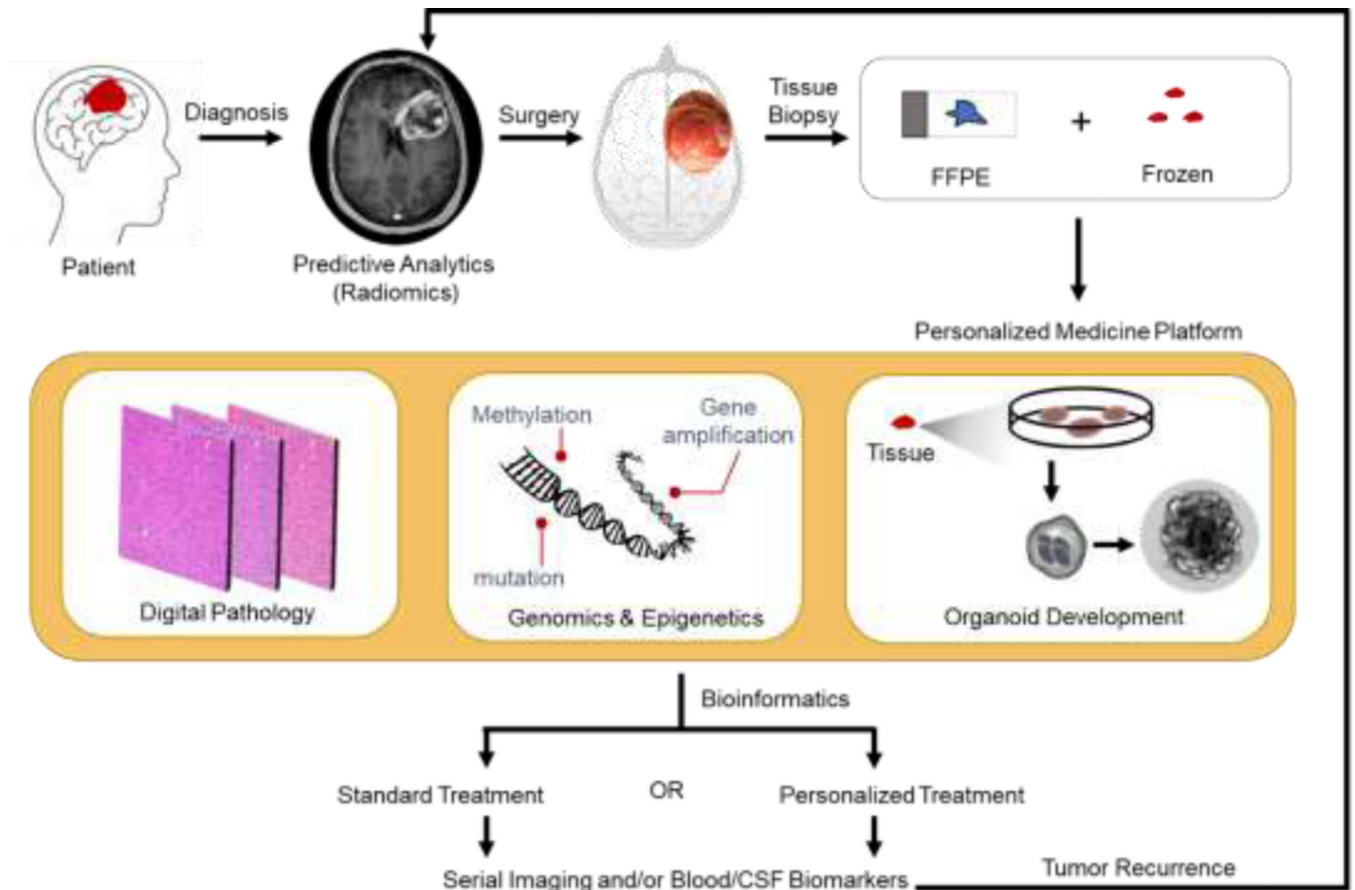 Diagnosis
Surgery
Tissue
Biopsy
FFPE
+
Frozen
Patient
Predictive Analytics
(Radiomics)
Personalized Medicine Platform
Methylation
Gene
amplification
mutation
Tissue
Digital Pathology
Genomics & Epigenetics
Organoid Development
Bioinformatics
Standard Treatment
OR
Personalized Treatment
Serial Imaging and/or Blood/CSF Biomarkers
Tumor Recurrence